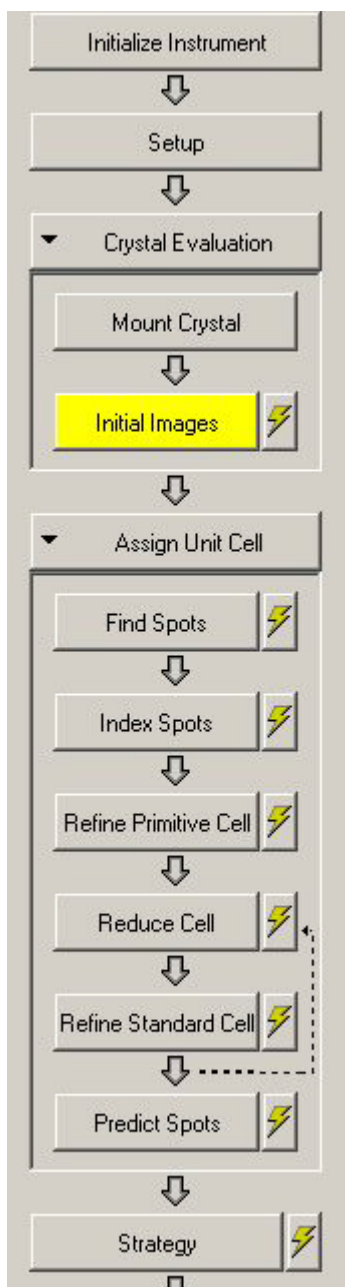 Initialize Instrument
Setup
Crystal Evaluation
Mount Crystal
Initial Images
Assign Unit Cell
Find Spots
Index Spots
Refine Primitive Cell
Reduce Cell
Refine Standard Cell
Predict Spots
Strategy